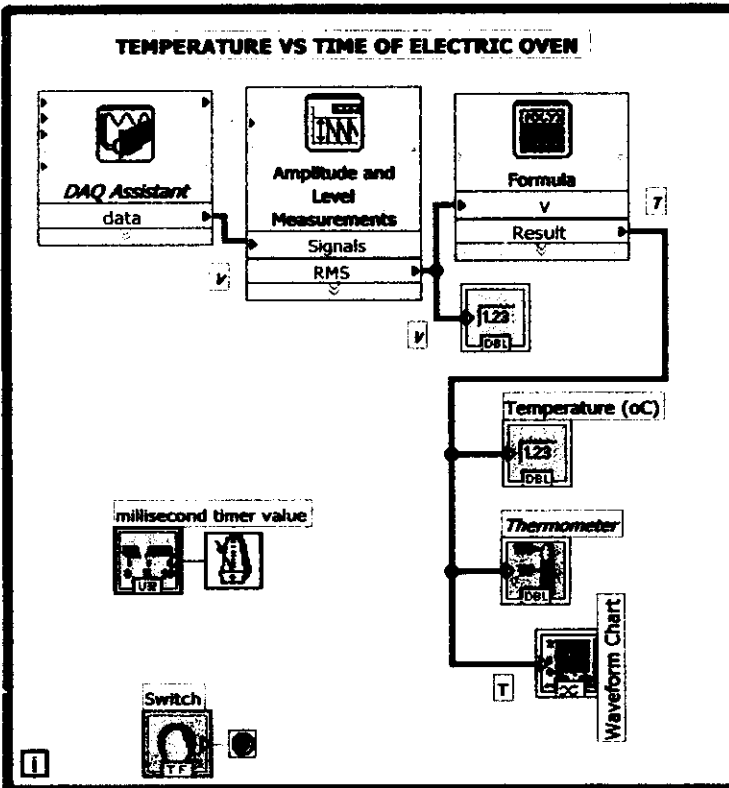 TEMPERATURE VS TIME OF ELECTRIC OVEN
DAQ Assistant
data
Amplitude and
Level
Measurements
Signals
RMS
Formula
V
Result
T
V
V
1.23
DBL
Temperature (oC)
1.23
DBL
millisecond timer value
Thermometer
DBL
Waveform Chart
T
Switch
TF
i